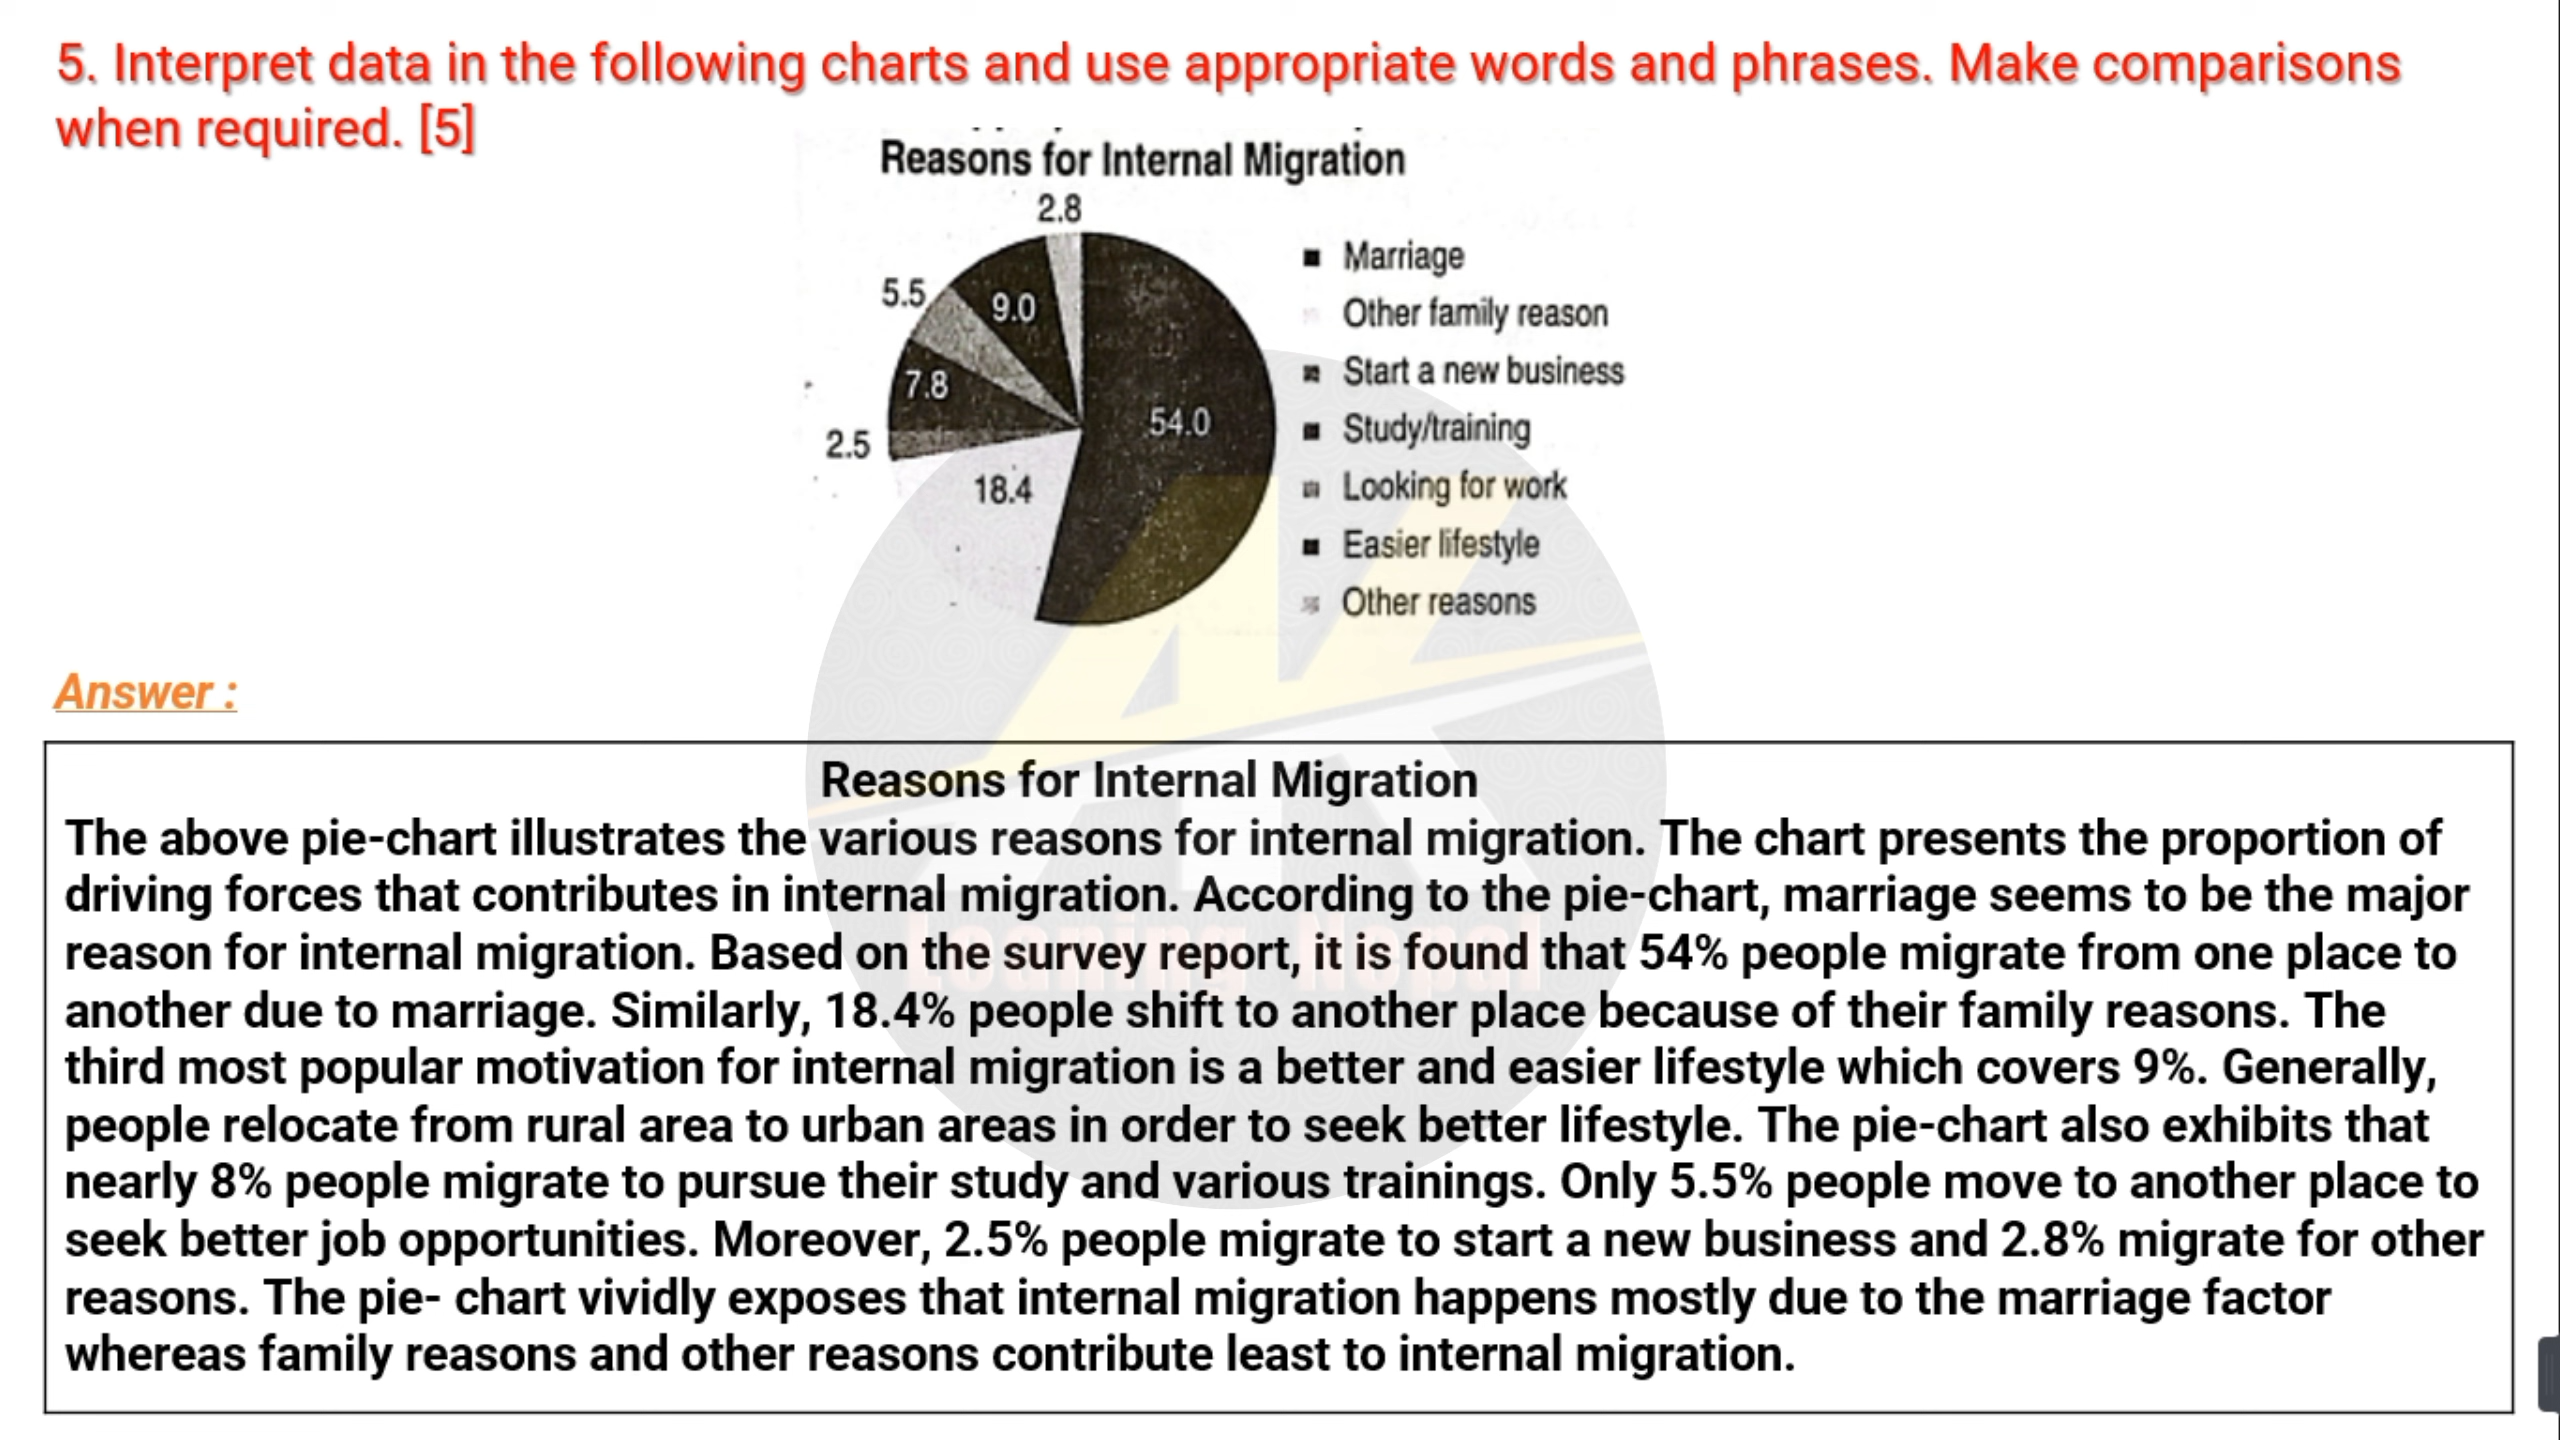 5. Interpret data in the following charts and use appropriate words and phrases. Make comparisons
when required. [5]
Reasons for Internal Migration
2.8
5.5
9.0
7.8
54.0
2.5
18.4
Marriage
Other family reason
Start a new business
Study/training
Looking for work
Easier lifestyle
Other reasons
Answer :
Reasons for Internal Migration
The above pie-chart illustrates the various reasons for internal migration. The chart presents the proportion of
driving forces that contributes in internal migration. According to the pie-chart, marriage seems to be the major
reason for internal migration. Based on the survey report, it is found that 54% people migrate from one place to
another due to marriage. Similarly, 18.4% people shift to another place because of their family reasons. The
third most popular motivation for internal migration is a better and easier lifestyle which covers 9%. Generally,
people relocate from rural area to urban areas in order to seek better lifestyle. The pie-chart also exhibits that
nearly 8% people migrate to pursue their study and various trainings. Only 5.5% people move to another place to
seek better job opportunities. Moreover, 2.5% people migrate to start a new business and 2.8% migrate for other
reasons. The pie- chart vividly exposes that internal migration happens mostly due to the marriage factor
whereas family reasons and other reasons contribute least to internal migration.